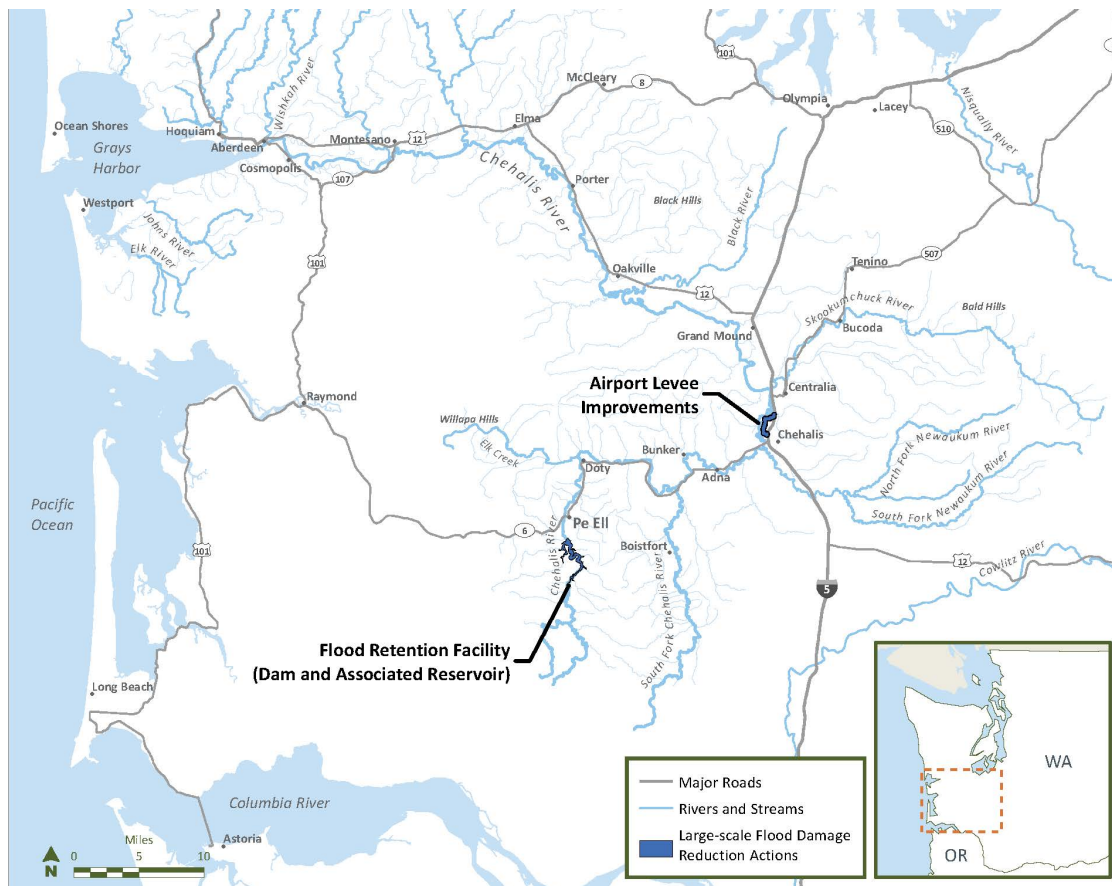 101
McCleary
8
Olympia
Lacey
Nisqually River
510
Wishkah River
Ocean Shores
Grays
Harbor
Hoquiam
Aberdeen
Montesano
12
Elma
Cosmopolis
107
Chehalis River
Porter
Black Hills
Black River
Westport
Johns River
Elk River
101
Oakville
12
Tenino
507
Skookumchuck River
Bald Hills
Grand Mound
Bucoda
Airport Levee
Improvements
Centralia
Raymond
Willapa Hills
Elk Creek
Bunker
Chehalis
Doty
Adna
North Fork Newaukum River
South Fork Newaukum River
Pacific
Ocean
Pe Ell
6
Chehalis River
Boistfort
101
12
Cowlitz River
5
South Fork Chehalis River
Flood Retention Facility
(Dam and Associated Reservoir)
Long Beach
Columbia River
Astoria
Miles
0 5 10
N
Major Roads
Rivers and Streams
Large-scale Flood Damage
Reduction Actions
WA
OR